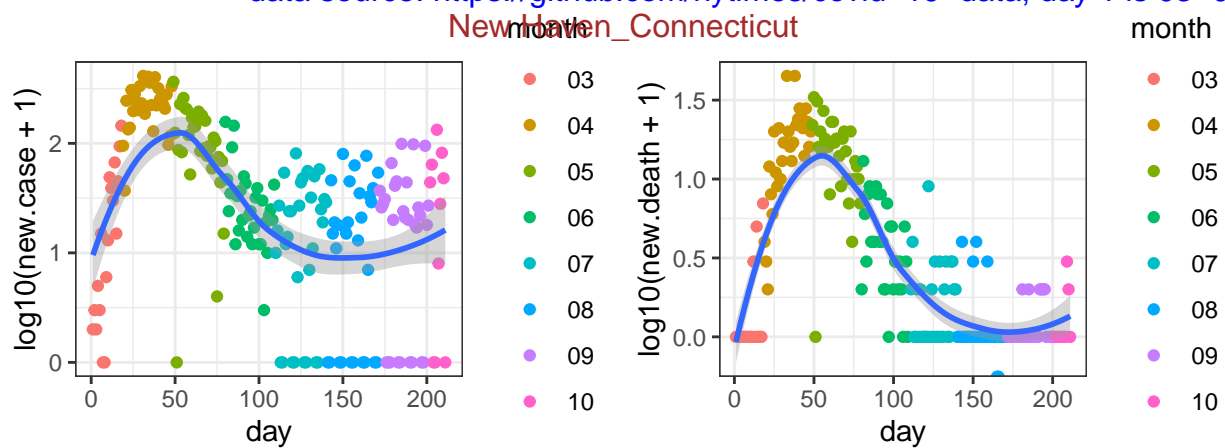 New Haven_Connecticut
month
month
log10(new.case + 1)
2
1
0
0 50 100 150 200
day
03
04
05
06
07
08
09
10
log10(new.death + 1)
1.5
1.0
0.5
0.0
0 50 100 150 200
day
03
04
05
06
07
08
09
10